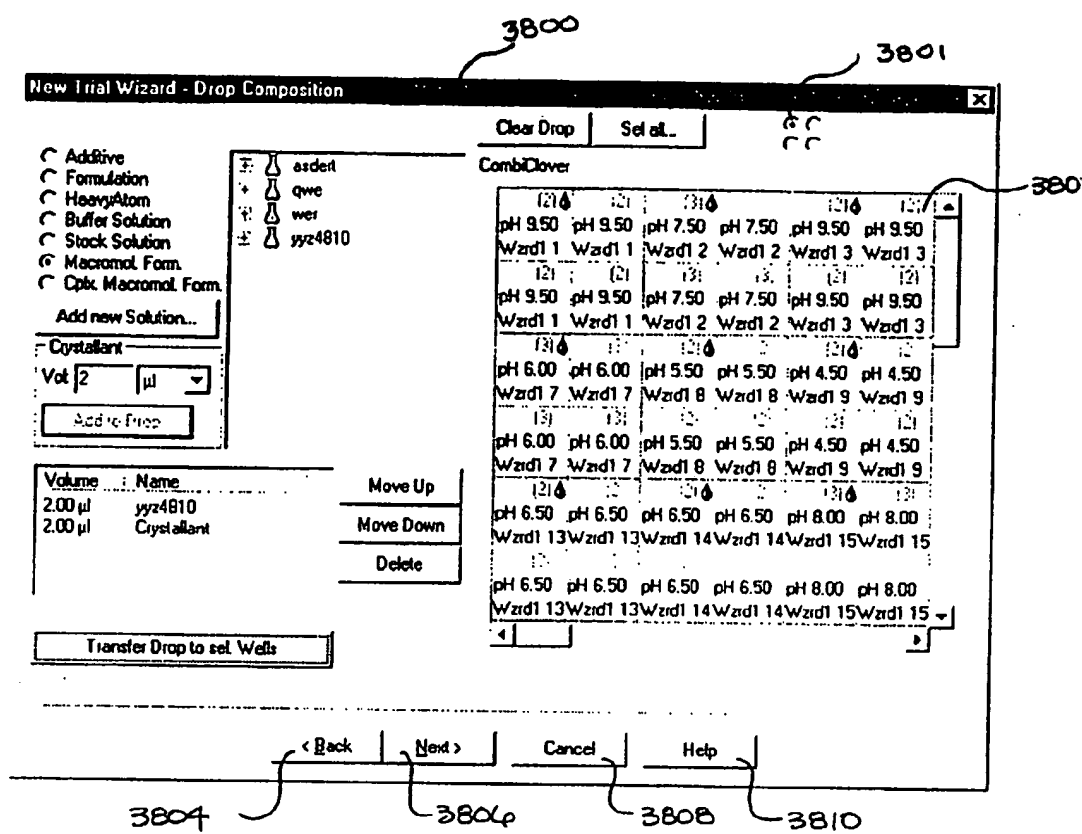 3800
3801
New Trial Wizard - Drop Composition
Clear Drop
Sel all...
Additive
Formulation
HeavyAtom
Buffer Solution
Stock Solution
Macromol. Form.
Cplx. Macromol. Form.
Add new Solution...
Crystallant
Vol: 2 µl
Add to Drop
asderl
qwe
wer
yyz4810
CombiClover
380
pH 9.50 pH 9.50 pH 7.50 pH 7.50 pH 9.50 pH 9.50
Wzrd1 1 Wzrd1 1 Wzrd1 2 Wzrd1 2 Wzrd1 3 Wzrd1 3
pH 9.50 pH 9.50 pH 7.50 pH 7.50 pH 9.50 pH 9.50
Wzrd1 1 Wzrd1 1 Wzrd1 2 Wzrd1 2 Wzrd1 3 Wzrd1 3
pH 6.00 pH 6.00 pH 5.50 pH 5.50 pH 4.50 pH 4.50
Wzrd1 7 Wzrd1 7 Wzrd1 8 Wzrd1 8 Wzrd1 9 Wzrd1 9
pH 6.00 pH 6.00 pH 5.50 pH 5.50 pH 4.50 pH 4.50
Wzrd1 7 Wzrd1 7 Wzrd1 8 Wzrd1 8 Wzrd1 9 Wzrd1 9
pH 6.50 pH 6.50 pH 6.50 pH 6.50 pH 8.00 pH 8.00
Wzrd1 13 Wzrd1 13 Wzrd1 14 Wzrd1 14 Wzrd1 15 Wzrd1 15
pH 6.50 pH 6.50 pH 6.50 pH 6.50 pH 8.00 pH 8.00
Wzrd1 13 Wzrd1 13 Wzrd1 14 Wzrd1 14 Wzrd1 15 Wzrd1 15
Volume Name
2.00 µl yyz4810
2.00 µl Crystallant
Move Up
Move Down
Delete
Transfer Drop to sel. Wells
< Back
Next >
Cancel
Help
3804
3806
3808
3810